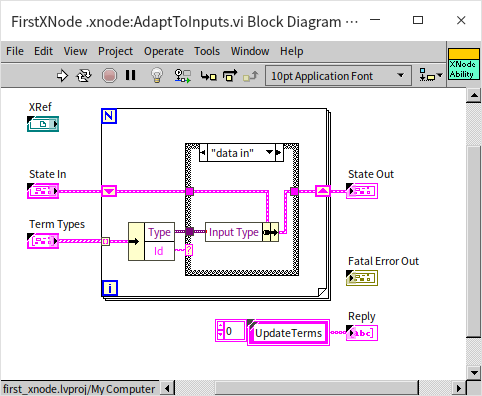 FirstXNode .xnode:AdaptToInputs.vi Block Diagram ...
File Edit View Project Operate Tools Window Help
10pt Application Font
XNode
Ability
XRef
N
"data in"
State In
State Out
Term Types
Type
Id
Input Type
?
Fatal Error Out
i
Reply
0
UpdateTerms
abc
first_xnode.lvproj/My Computer